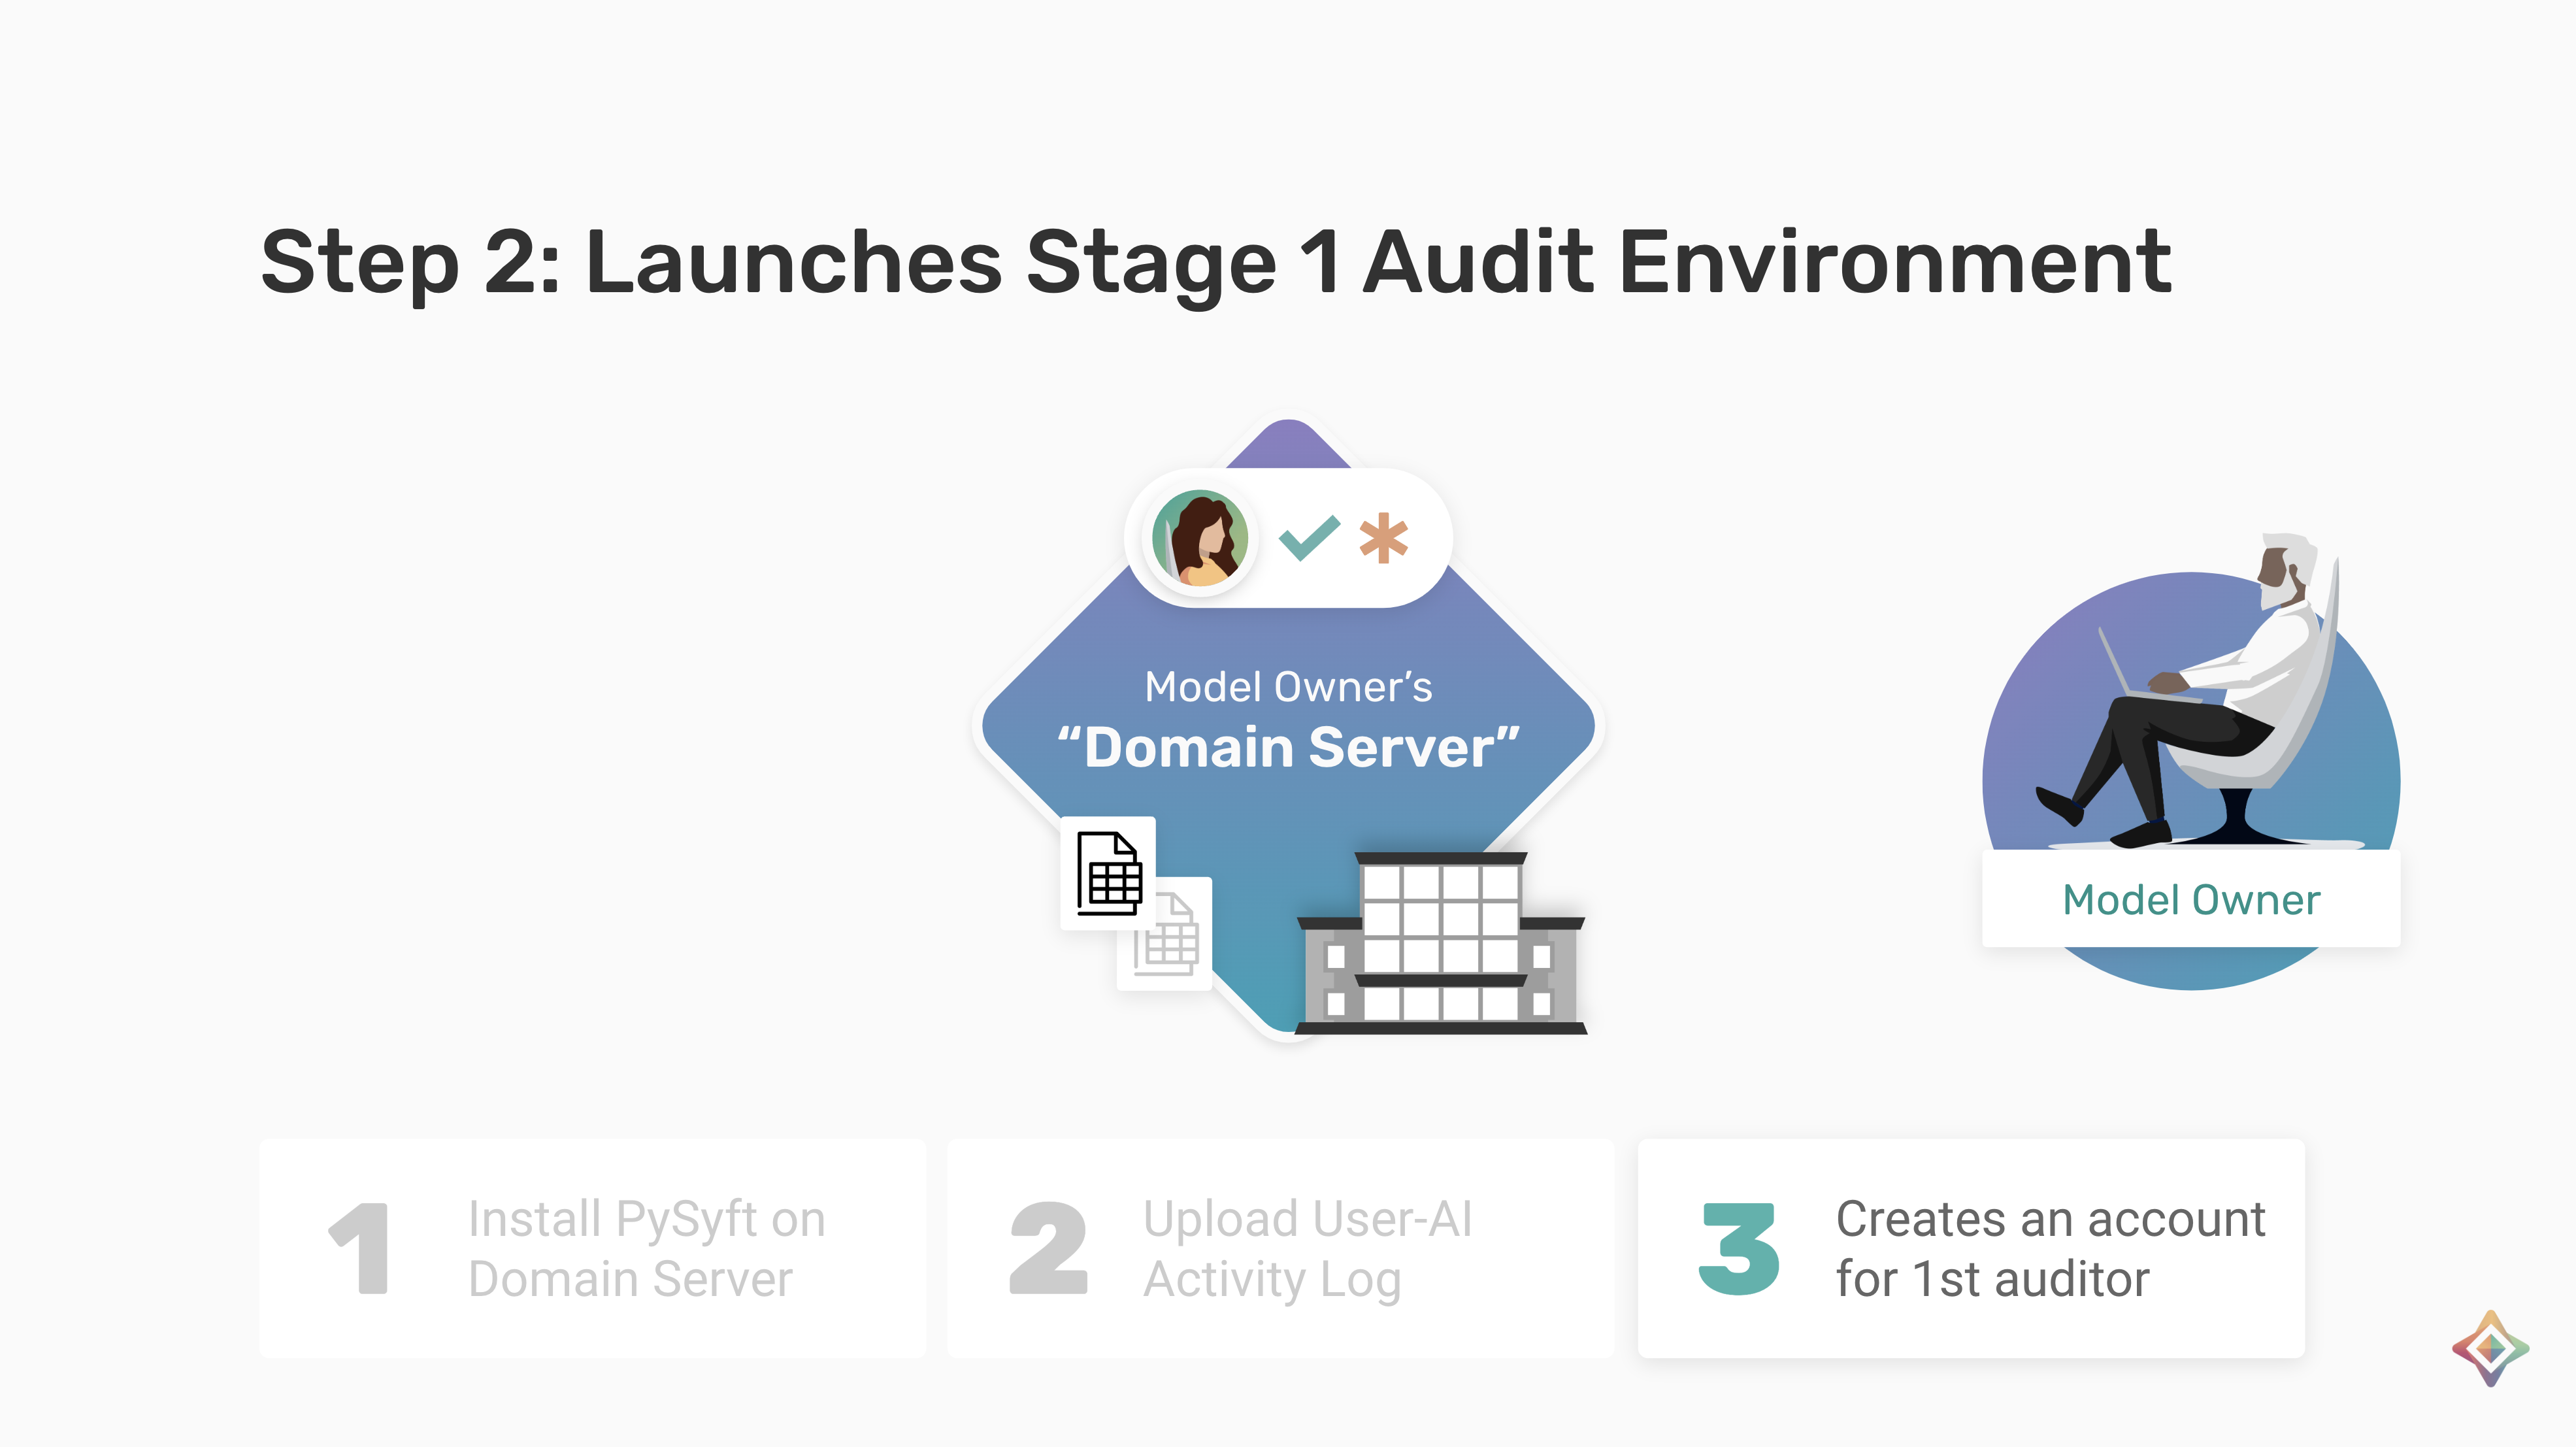 Step 2: Launches Stage 1 Audit Environment
Model Owner’s
“Domain Server”
Model Owner
1
Install PySyft on
Domain Server
2
Upload User-AI
Activity Log
3
Creates an account
for 1st auditor